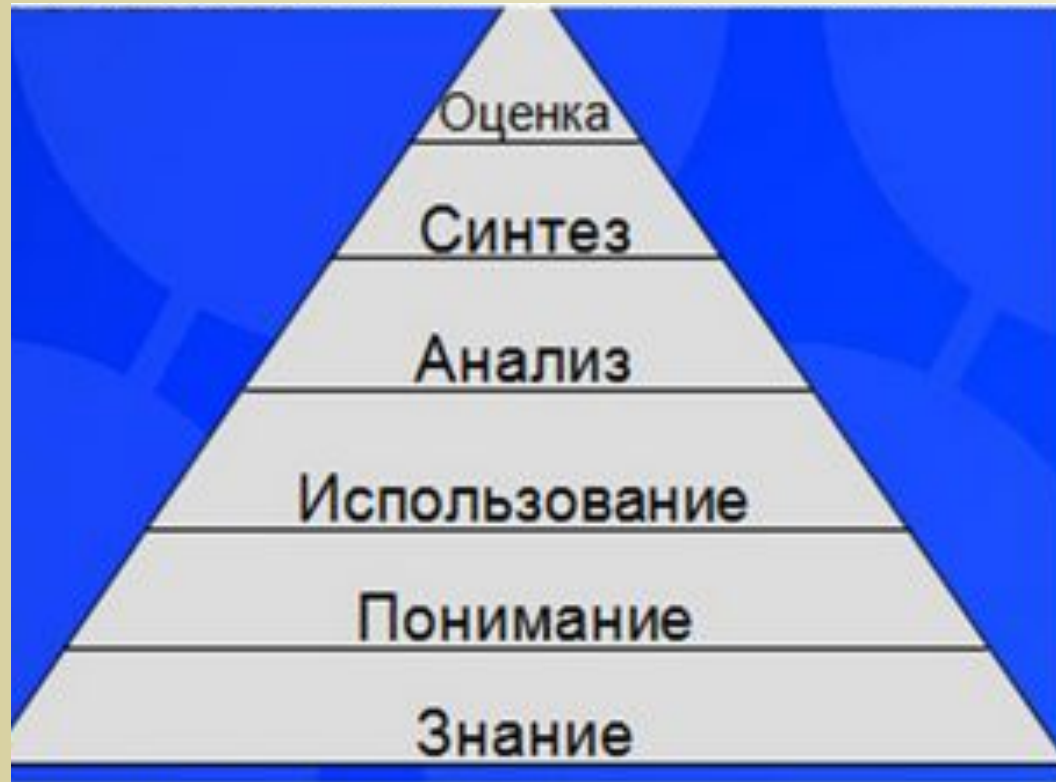 Оценка
Синтез
Анализ
Использование
Понимание
Знание